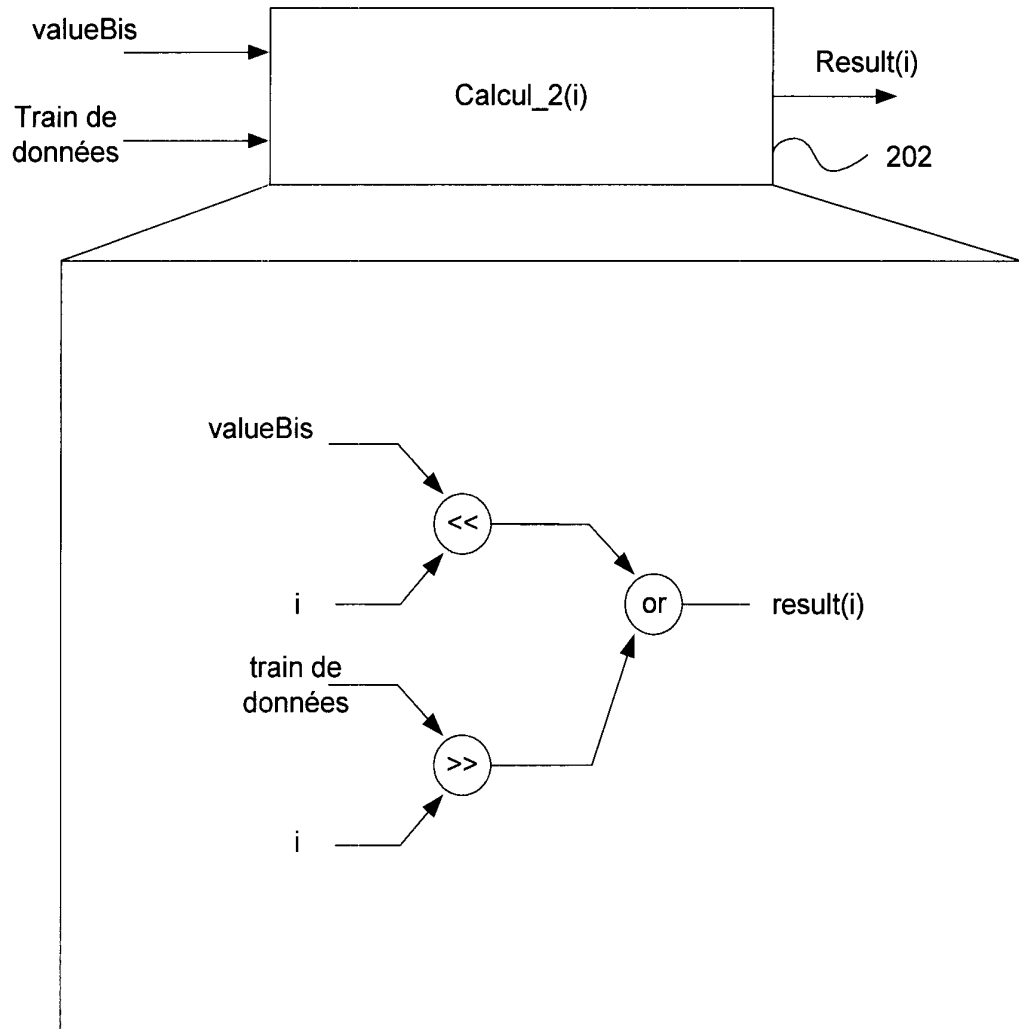 valueBis
Train de
données
Calcul_2(i)
Result(i)
202
valueBis
<<
i
or
result(i)
train de
données
>>
i